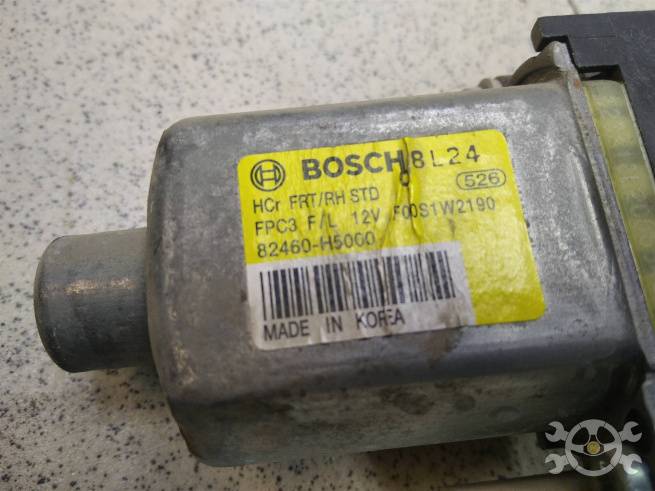 BOSCH 8L24
HCr FRT/RH STD 526
FPC3 F/L 12V F00S1W2190
82460-H5000
MADE IN KOREA